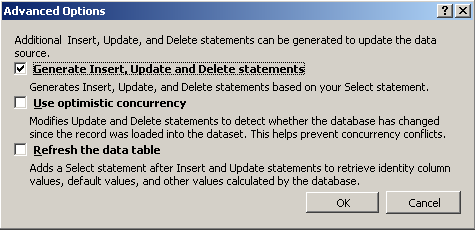 Advanced Options
Additional Insert, Update, and Delete statements can be generated to update the data
source.
Generate Insert, Update and Delete statements
Generates Insert, Update, and Delete statements based on your Select statement.
Use optimistic concurrency
Modifies Update and Delete statements to detect whether the database has changed
since the record was loaded into the dataset. This helps prevent concurrency conflicts.
Refresh the data table
Adds a Select statement after Insert and Update statements to retrieve identity column
values, default values, and other values calculated by the database.
OK Cancel